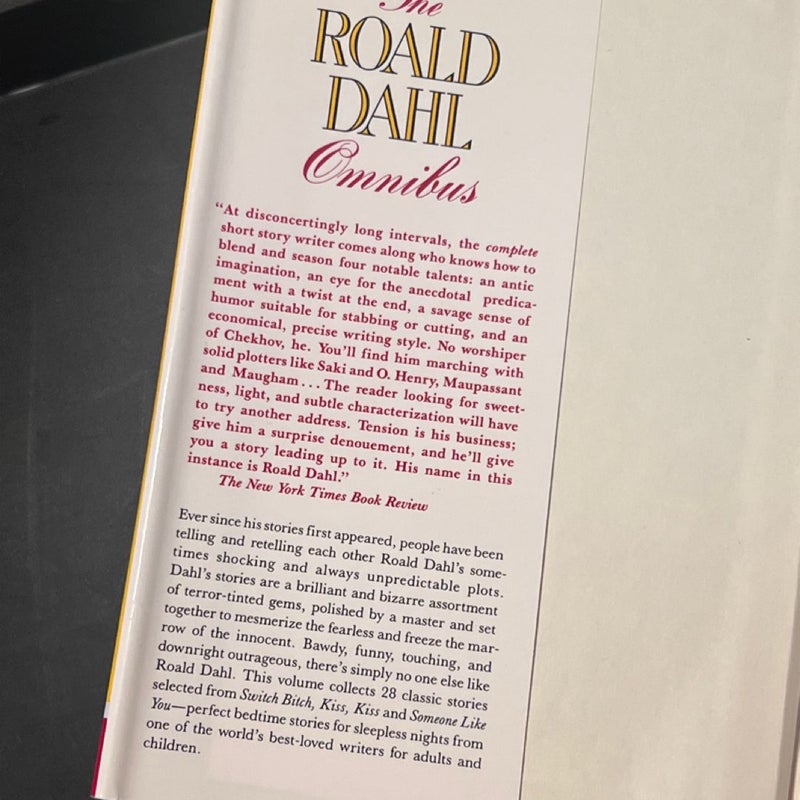 The
ROALD
DAHL
Omnibus
“At disconcertingly long intervals, the complete
short story writer comes along who knows how to
blend and season four notable talents: an antic
imagination, an eye for the anecdotal predica-
ment with a twist at the end, a savage sense of
humor suitable for stabbing or cutting, and an
economical, precise writing style. No worshiper
of Chekhov, he. You’ll find him marching with
solid plotters like Saki and O. Henry, Maupassant
and Maugham . . . The reader looking for sweet-
ness, light, and subtle characterization will have
to try another address. Tension is his business;
give him a surprise denouement, and he’ll give
you a story leading up to it. His name in this
instance is Roald Dahl.”
The New York Times Book Review
Ever since his stories first appeared, people have been
telling and retelling each other Roald Dahl’s some-
times shocking and always unpredictable plots.
Dahl’s stories are a brilliant and bizarre assortment
of terror-tinted gems, polished by a master and set
together to mesmerize the fearless and freeze the mar-
row of the innocent. Bawdy, funny, touching, and
downright outrageous, there’s simply no one else like
Roald Dahl. This volume collects 28 classic stories
selected from Switch Bitch, Kiss, Kiss and Someone Like
You—perfect bedtime stories for sleepless nights from
one of the world’s best-loved writers for adults and
children.